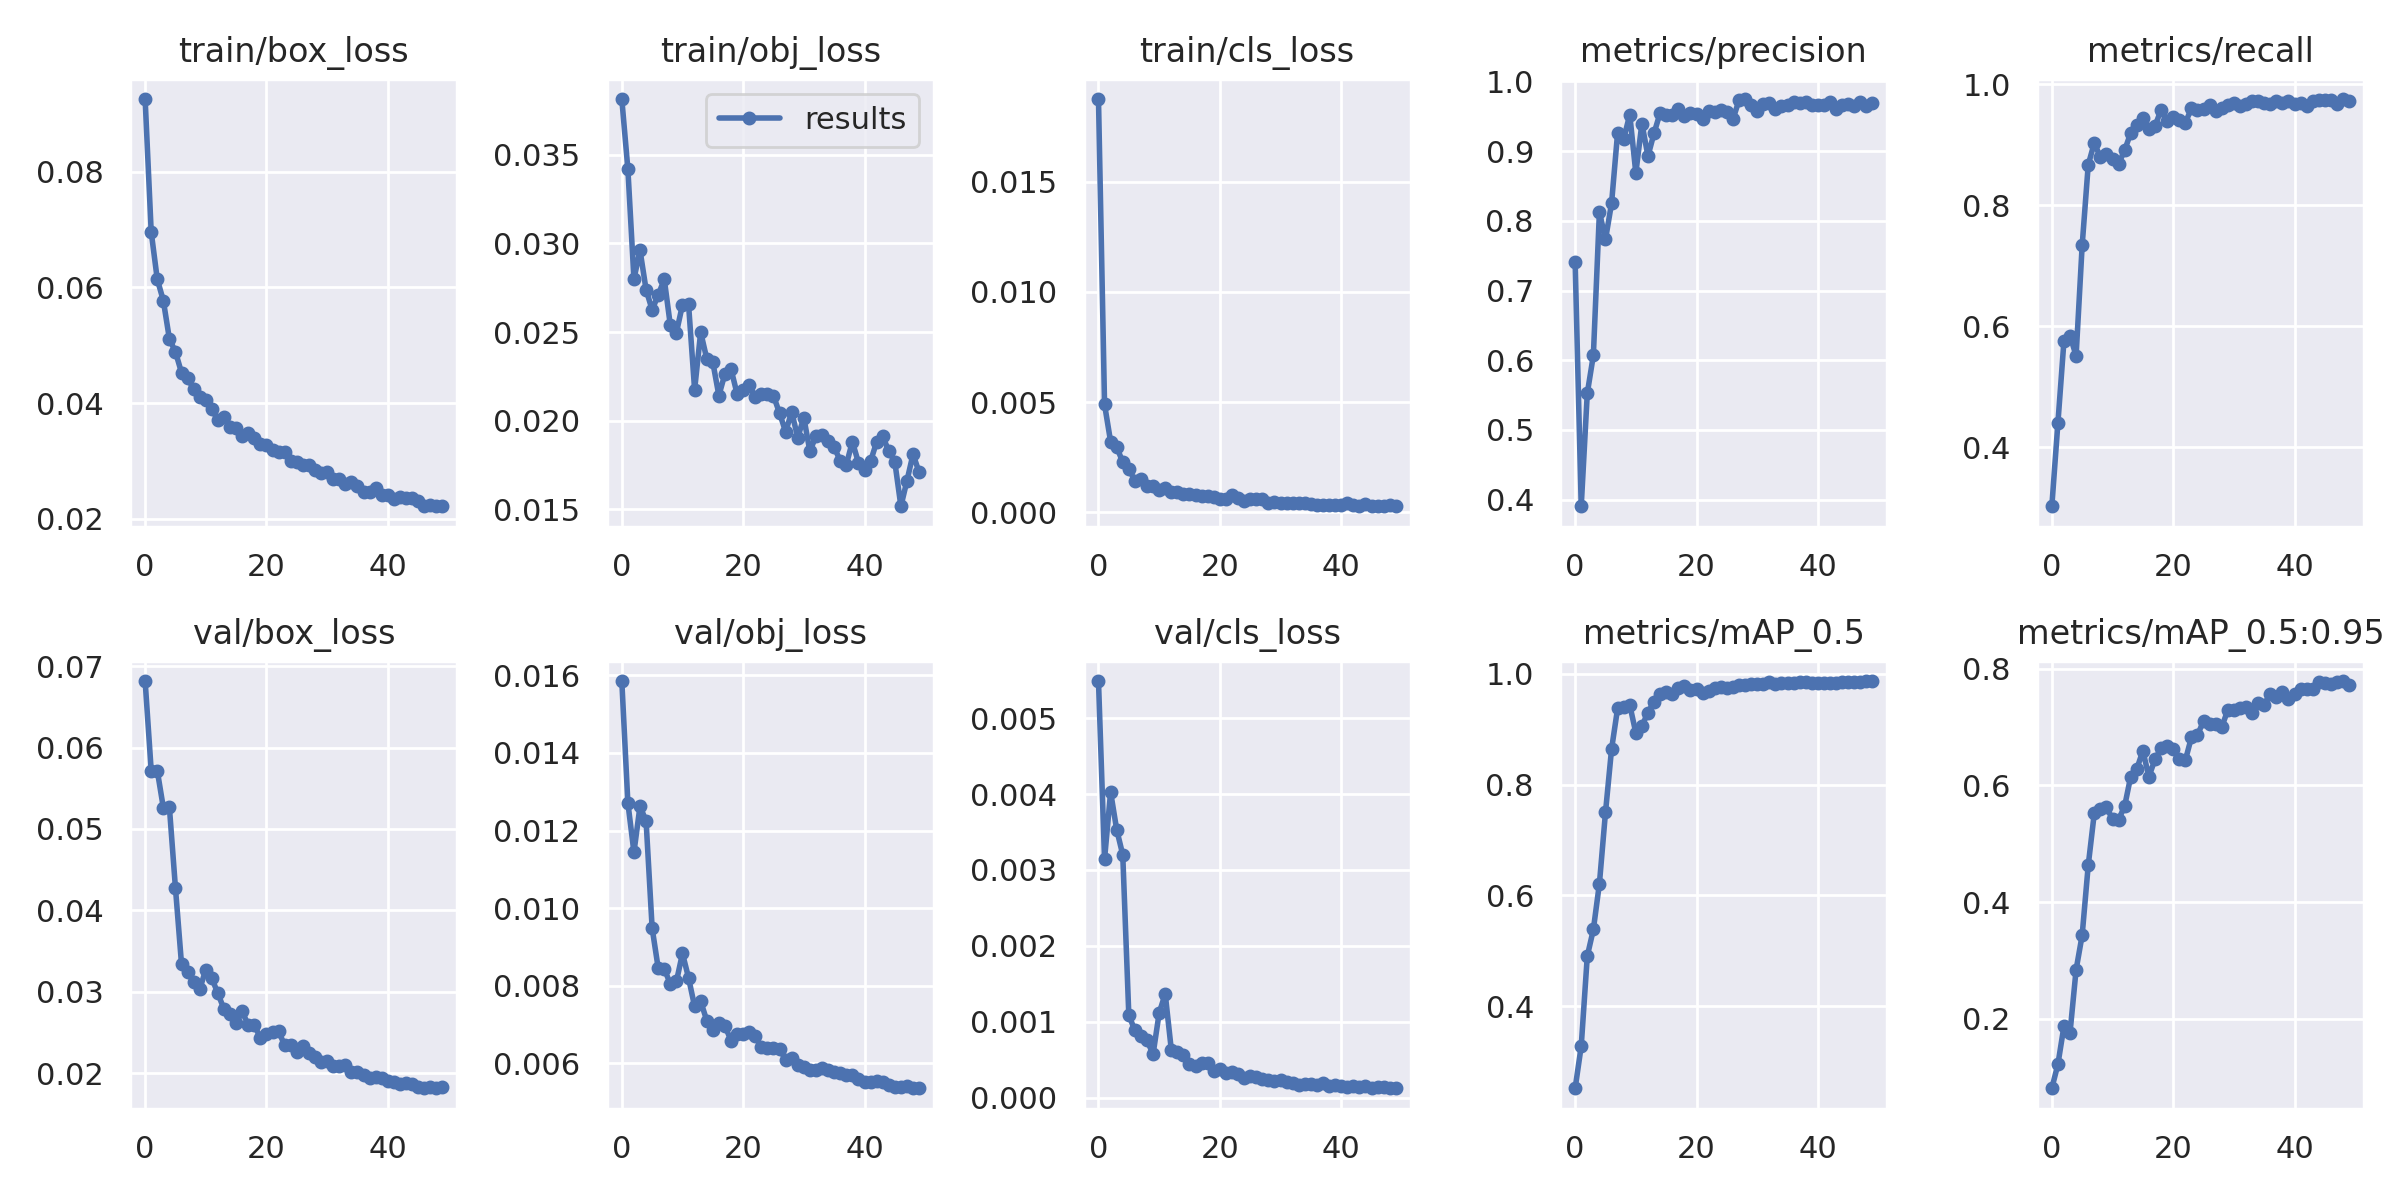 train/box_loss
0.08
0.06
0.04
0.02
0 20 40
train/obj_loss
results
0.035
0.030
0.025
0.020
0.015
0 20 40
train/cls_loss
0.015
0.010
0.005
0.000
0 20 40
metrics/precision
1.0
0.9
0.8
0.7
0.6
0.5
0.4
0 20 40
metrics/recall
1.0
0.8
0.6
0.4
0 20 40
val/box_loss
0.07
0.06
0.05
0.04
0.03
0.02
0 20 40
val/obj_loss
0.016
0.014
0.012
0.010
0.008
0.006
0 20 40
val/cls_loss
0.005
0.004
0.003
0.002
0.001
0.000
0 20 40
metrics/mAP_0.5
1.0
0.8
0.6
0.4
0 20 40
metrics/mAP_0.5:0.95
0.8
0.6
0.4
0.2
0 20 40